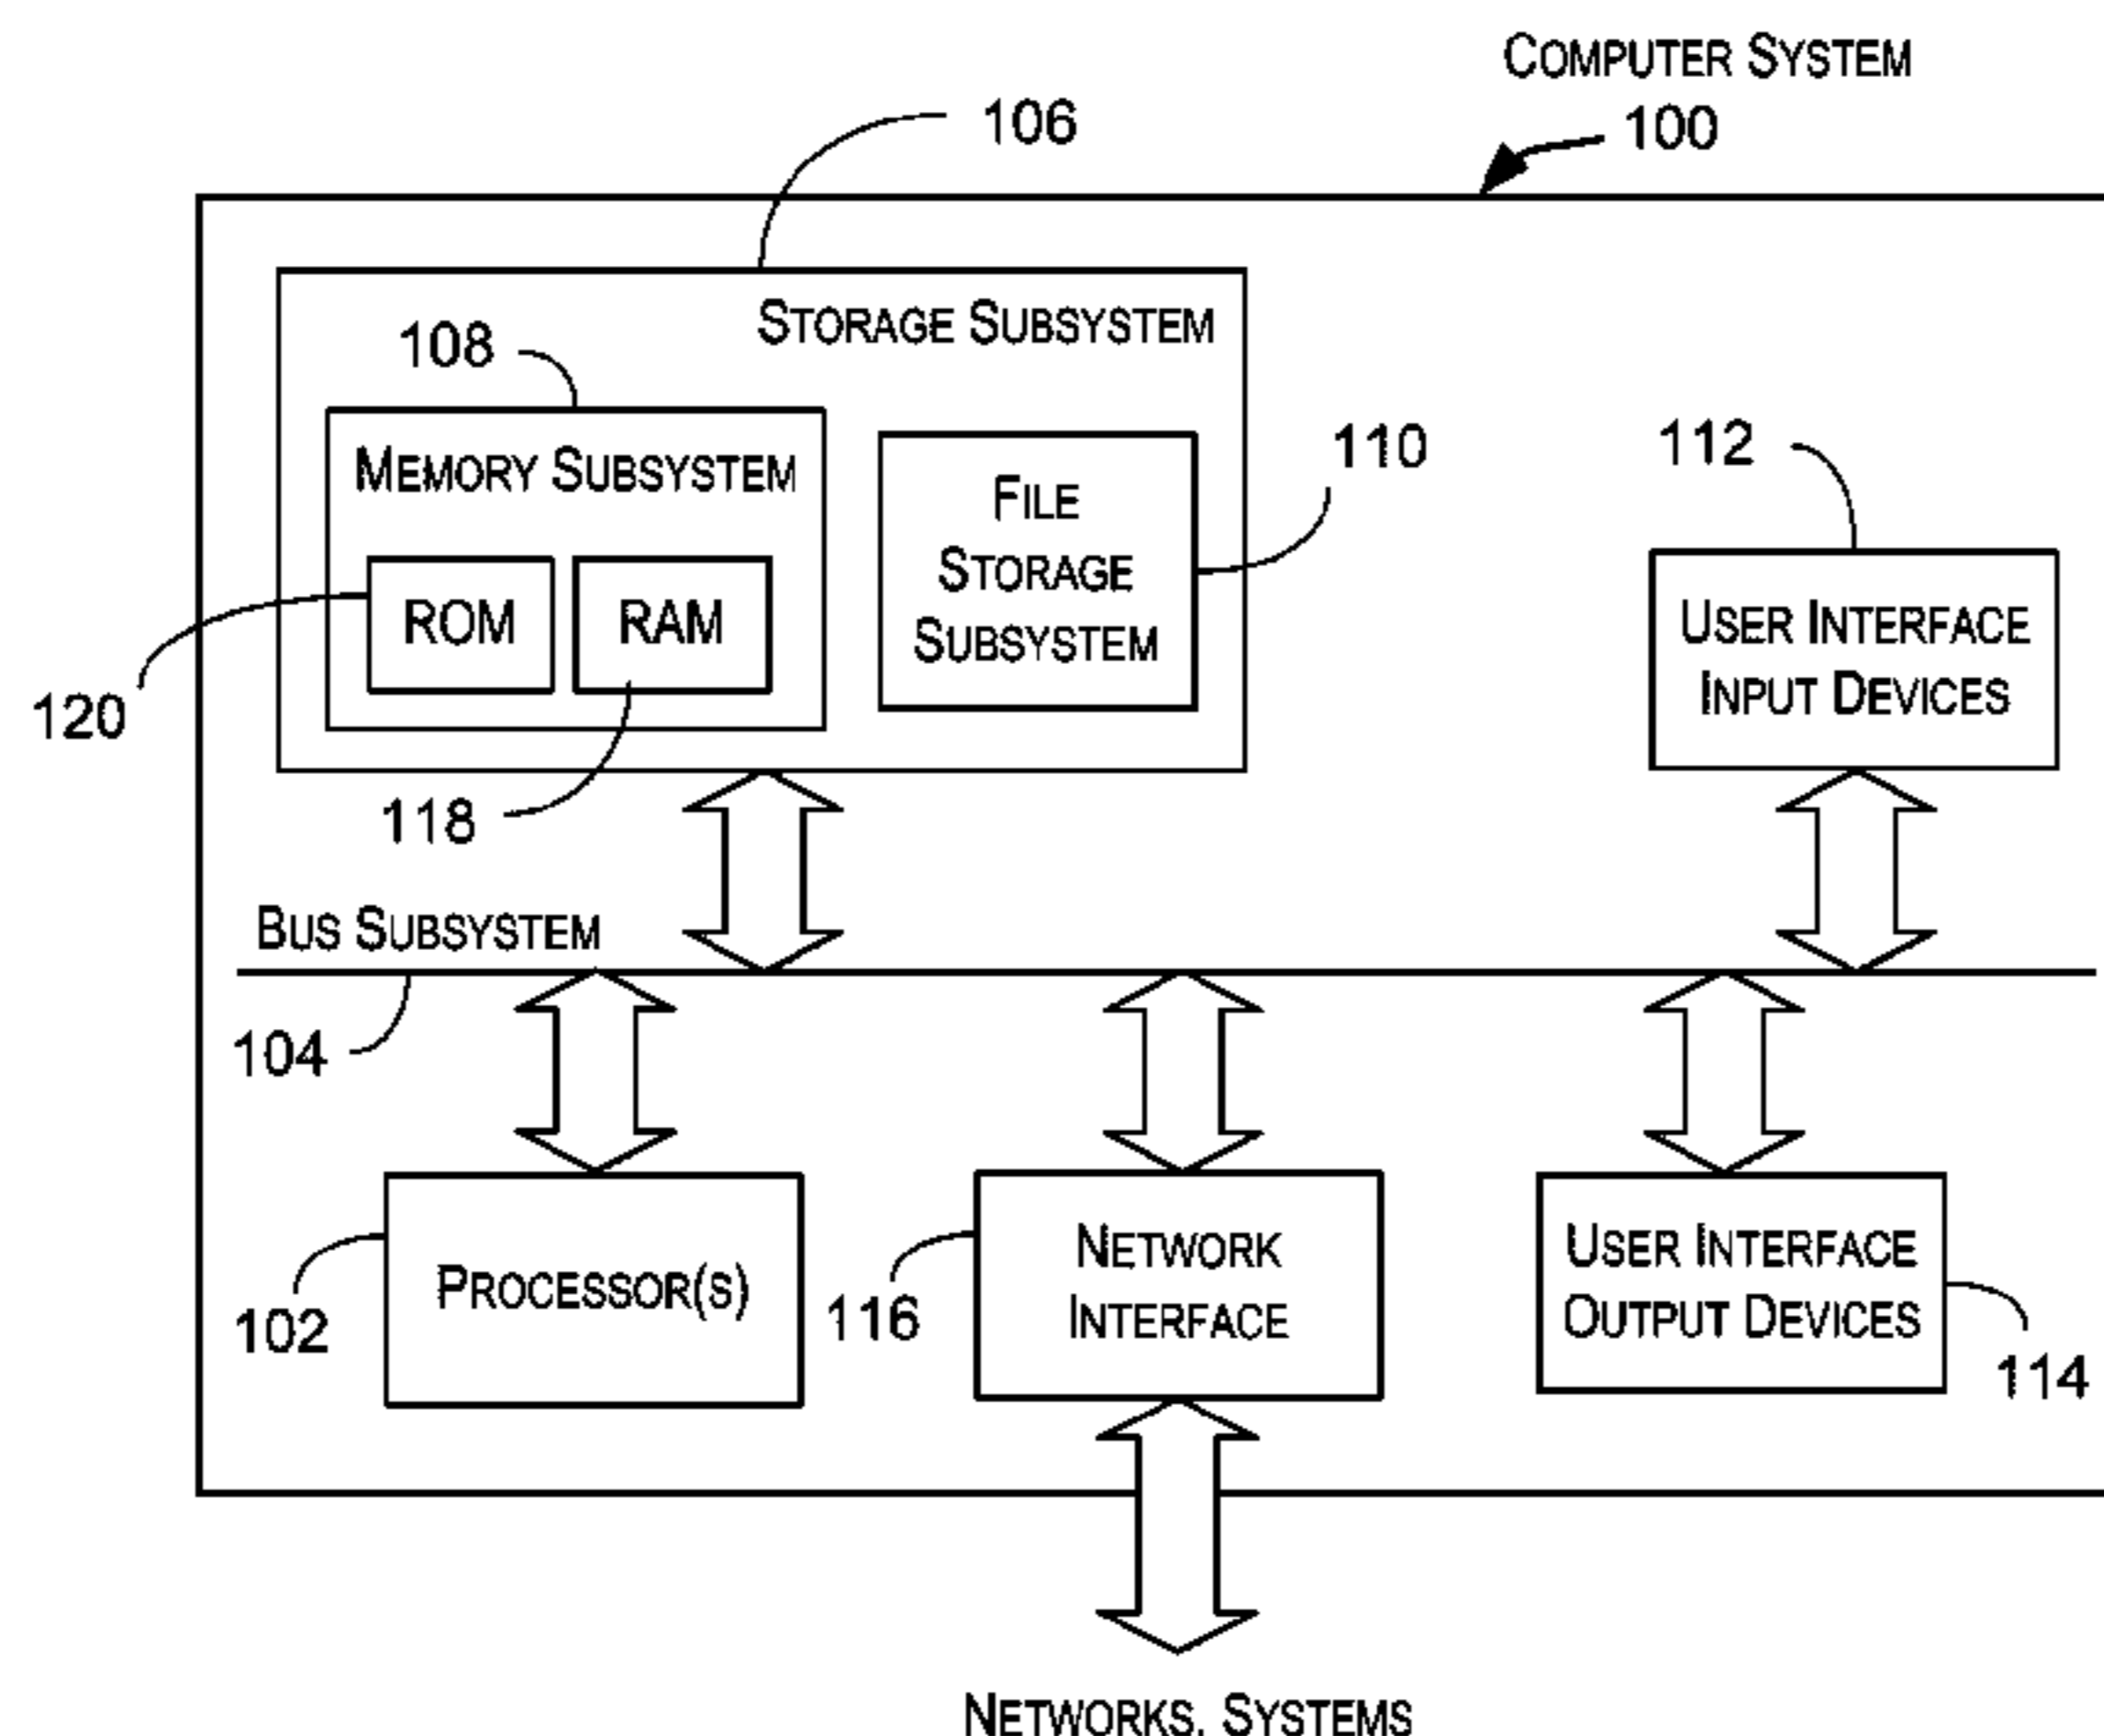 COMPUTER SYSTEM
100
106
STORAGE SUBSYSTEM
108
MEMORY SUBSYSTEM
110
FILE
STORAGE
SUBSYSTEM
112
ROM
RAM
USER INTERFACE
INPUT DEVICES
120
118
BUS SUBSYSTEM
104
PROCESSOR(S)
102
NETWORK
INTERFACE
116
USER INTERFACE
OUTPUT DEVICES
114
NETWORKS, SYSTEMS